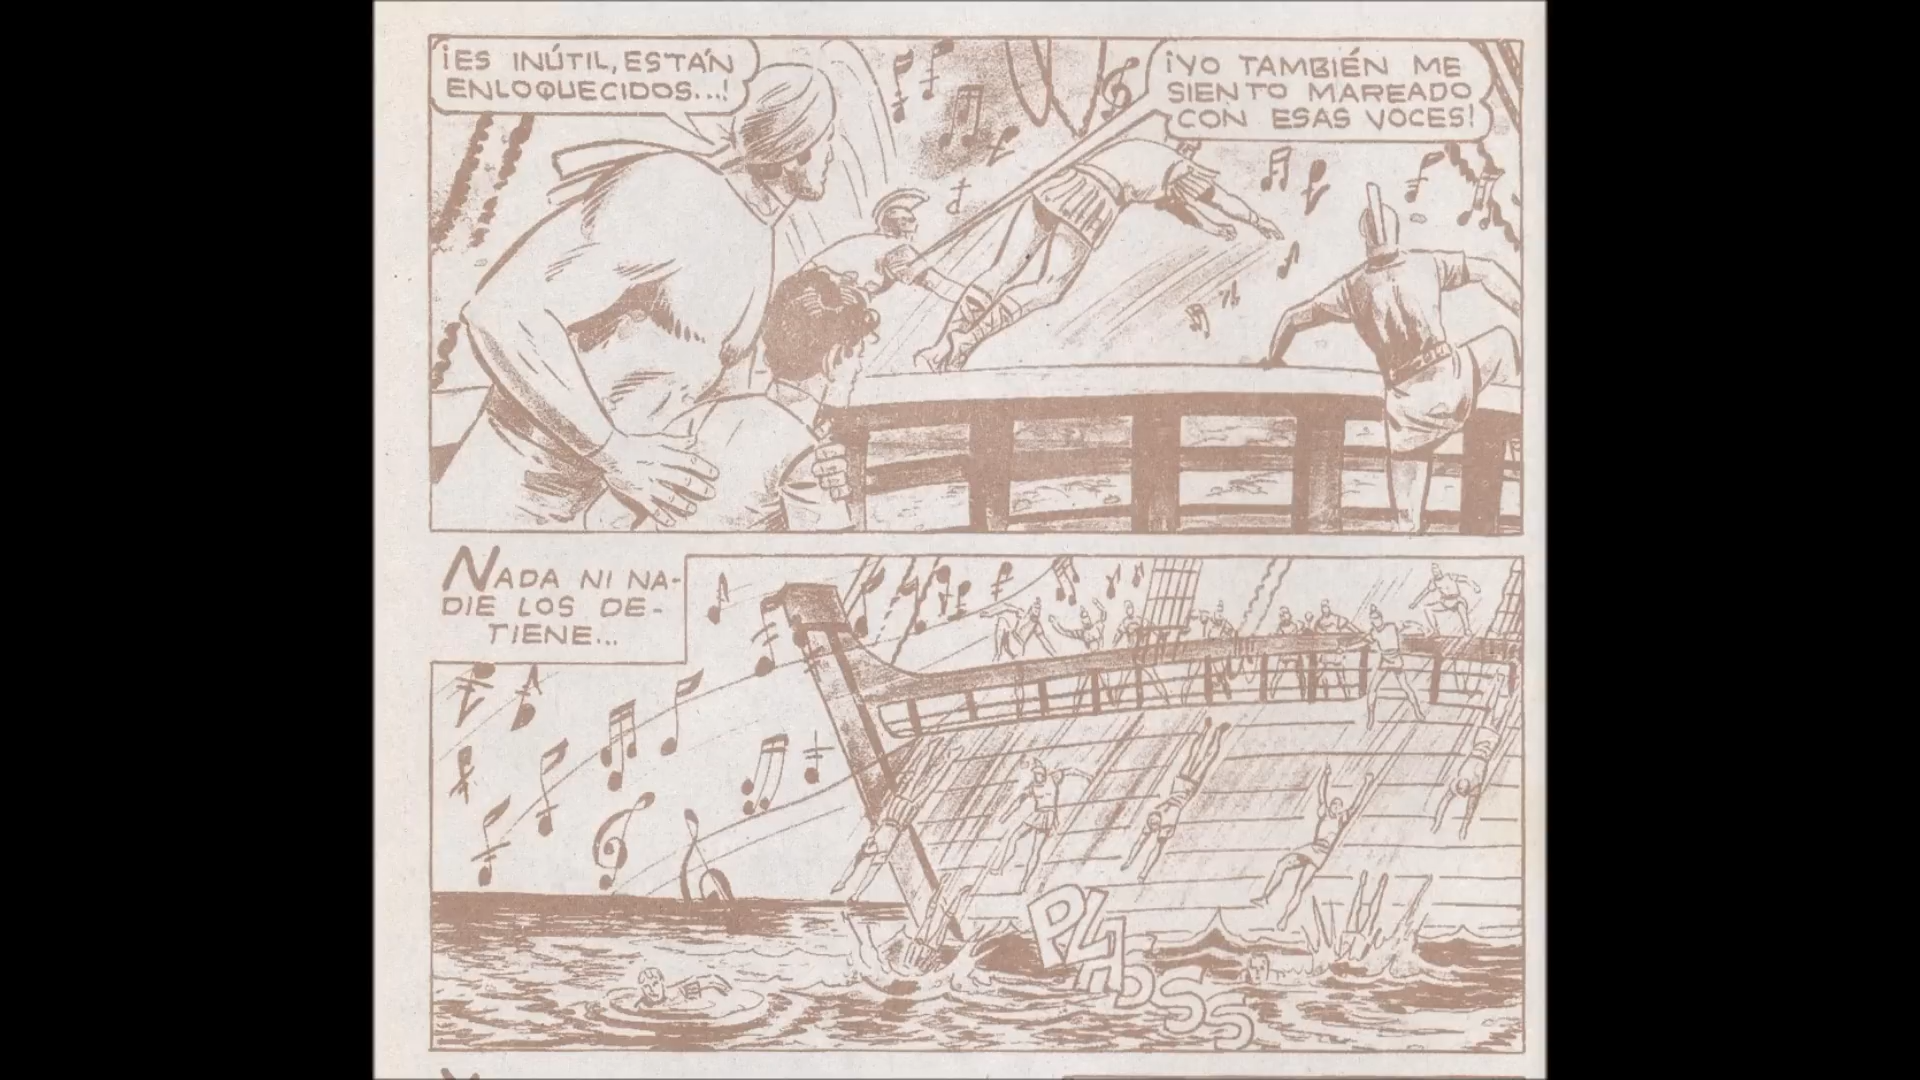 ¡ES INÚTIL, ESTÁN
ENLOQUECIDOS...!
¡YO TAMBIÉN ME
SIENTO MAREADO
CON ESAS VOCES!
NADA NI NA-
DIE LOS DE-
TIENE...
PLHOSS